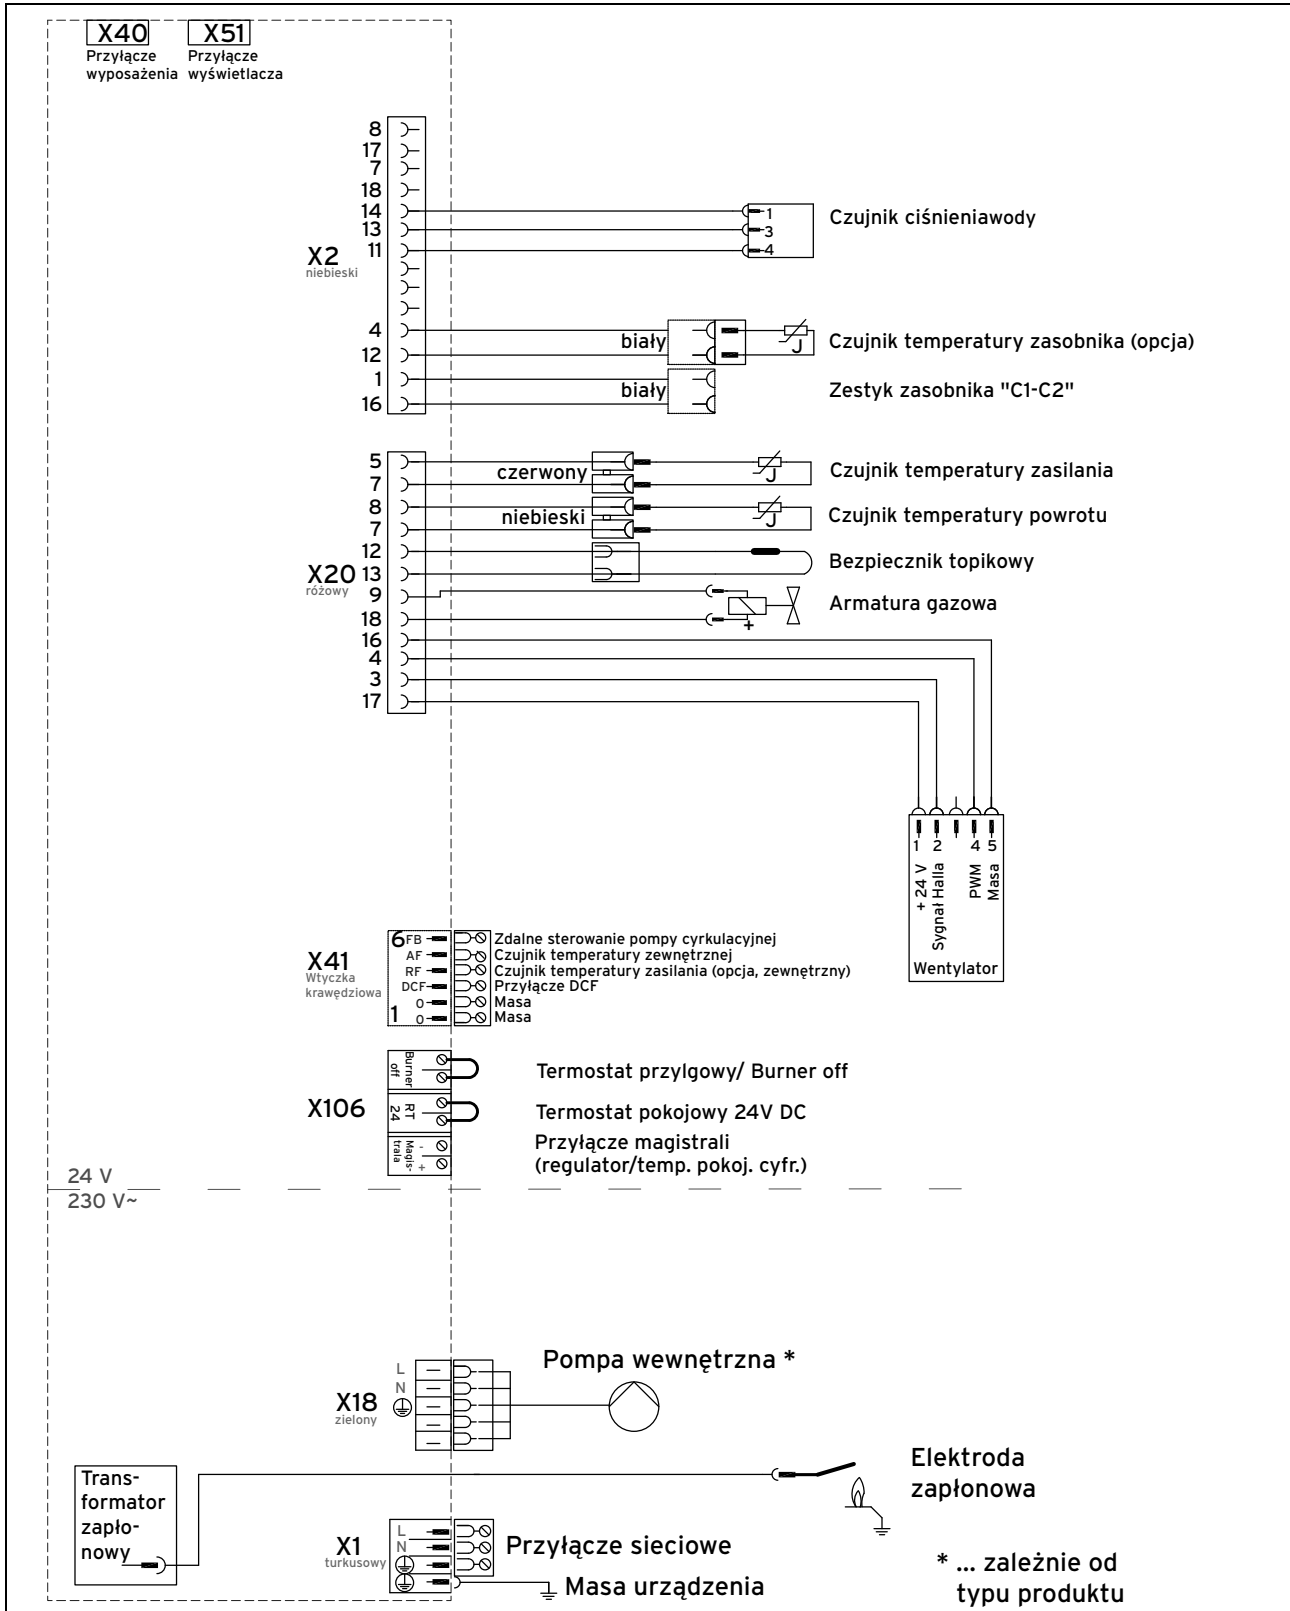 X40 X51
Przyłącze Przyłącze
wyposażenia wyświetlacza
8
17
7
18
14 1 Czujnik ciśnieniawody
13 3
11 4
X2
niebieski
4 biały J Czujnik temperatury zasobnika (opcja)
12
1 biały Zestyk zasobnika "C1-C2"
16
5 czerwony J Czujnik temperatury zasilania
7
8 niebieski J Czujnik temperatury powrotu
7
12 Bezpiecznik topikowy
X20 13
różowy
9 Armatura gazowa
18 +
16
4
3
17
1 2 4 5
+ 24 V
Sygnał Halla
PWM
Masa
Wentylator
X41
Wtyczka
krawędziowa
6 FB Zdalne sterowanie pompy cyrkulacyjnej
AF Czujnik temperatury zewnętrznej
RF Czujnik temperatury zasilania (opcja, zewnętrzny)
DCF Przyłącze DCF
0 Masa
1 0 Masa
X106
Burner
off
Termostat przylgowy/ Burner off
RT
24
Termostat pokojowy 24V DC
Magis-
trala
- +
Przyłącze magistrali
(regulator/temp. pokoj. cyfr.)
24 V
230 V~
X18
zielony
L
N
Pompa wewnętrzna *
Trans-
formator
zapło-
nowy
Elektroda
zapłonowa
X1
turkusowy
L
N
Przyłącze sieciowe
Masa urządzenia
* ... zależnie od
typu produktu